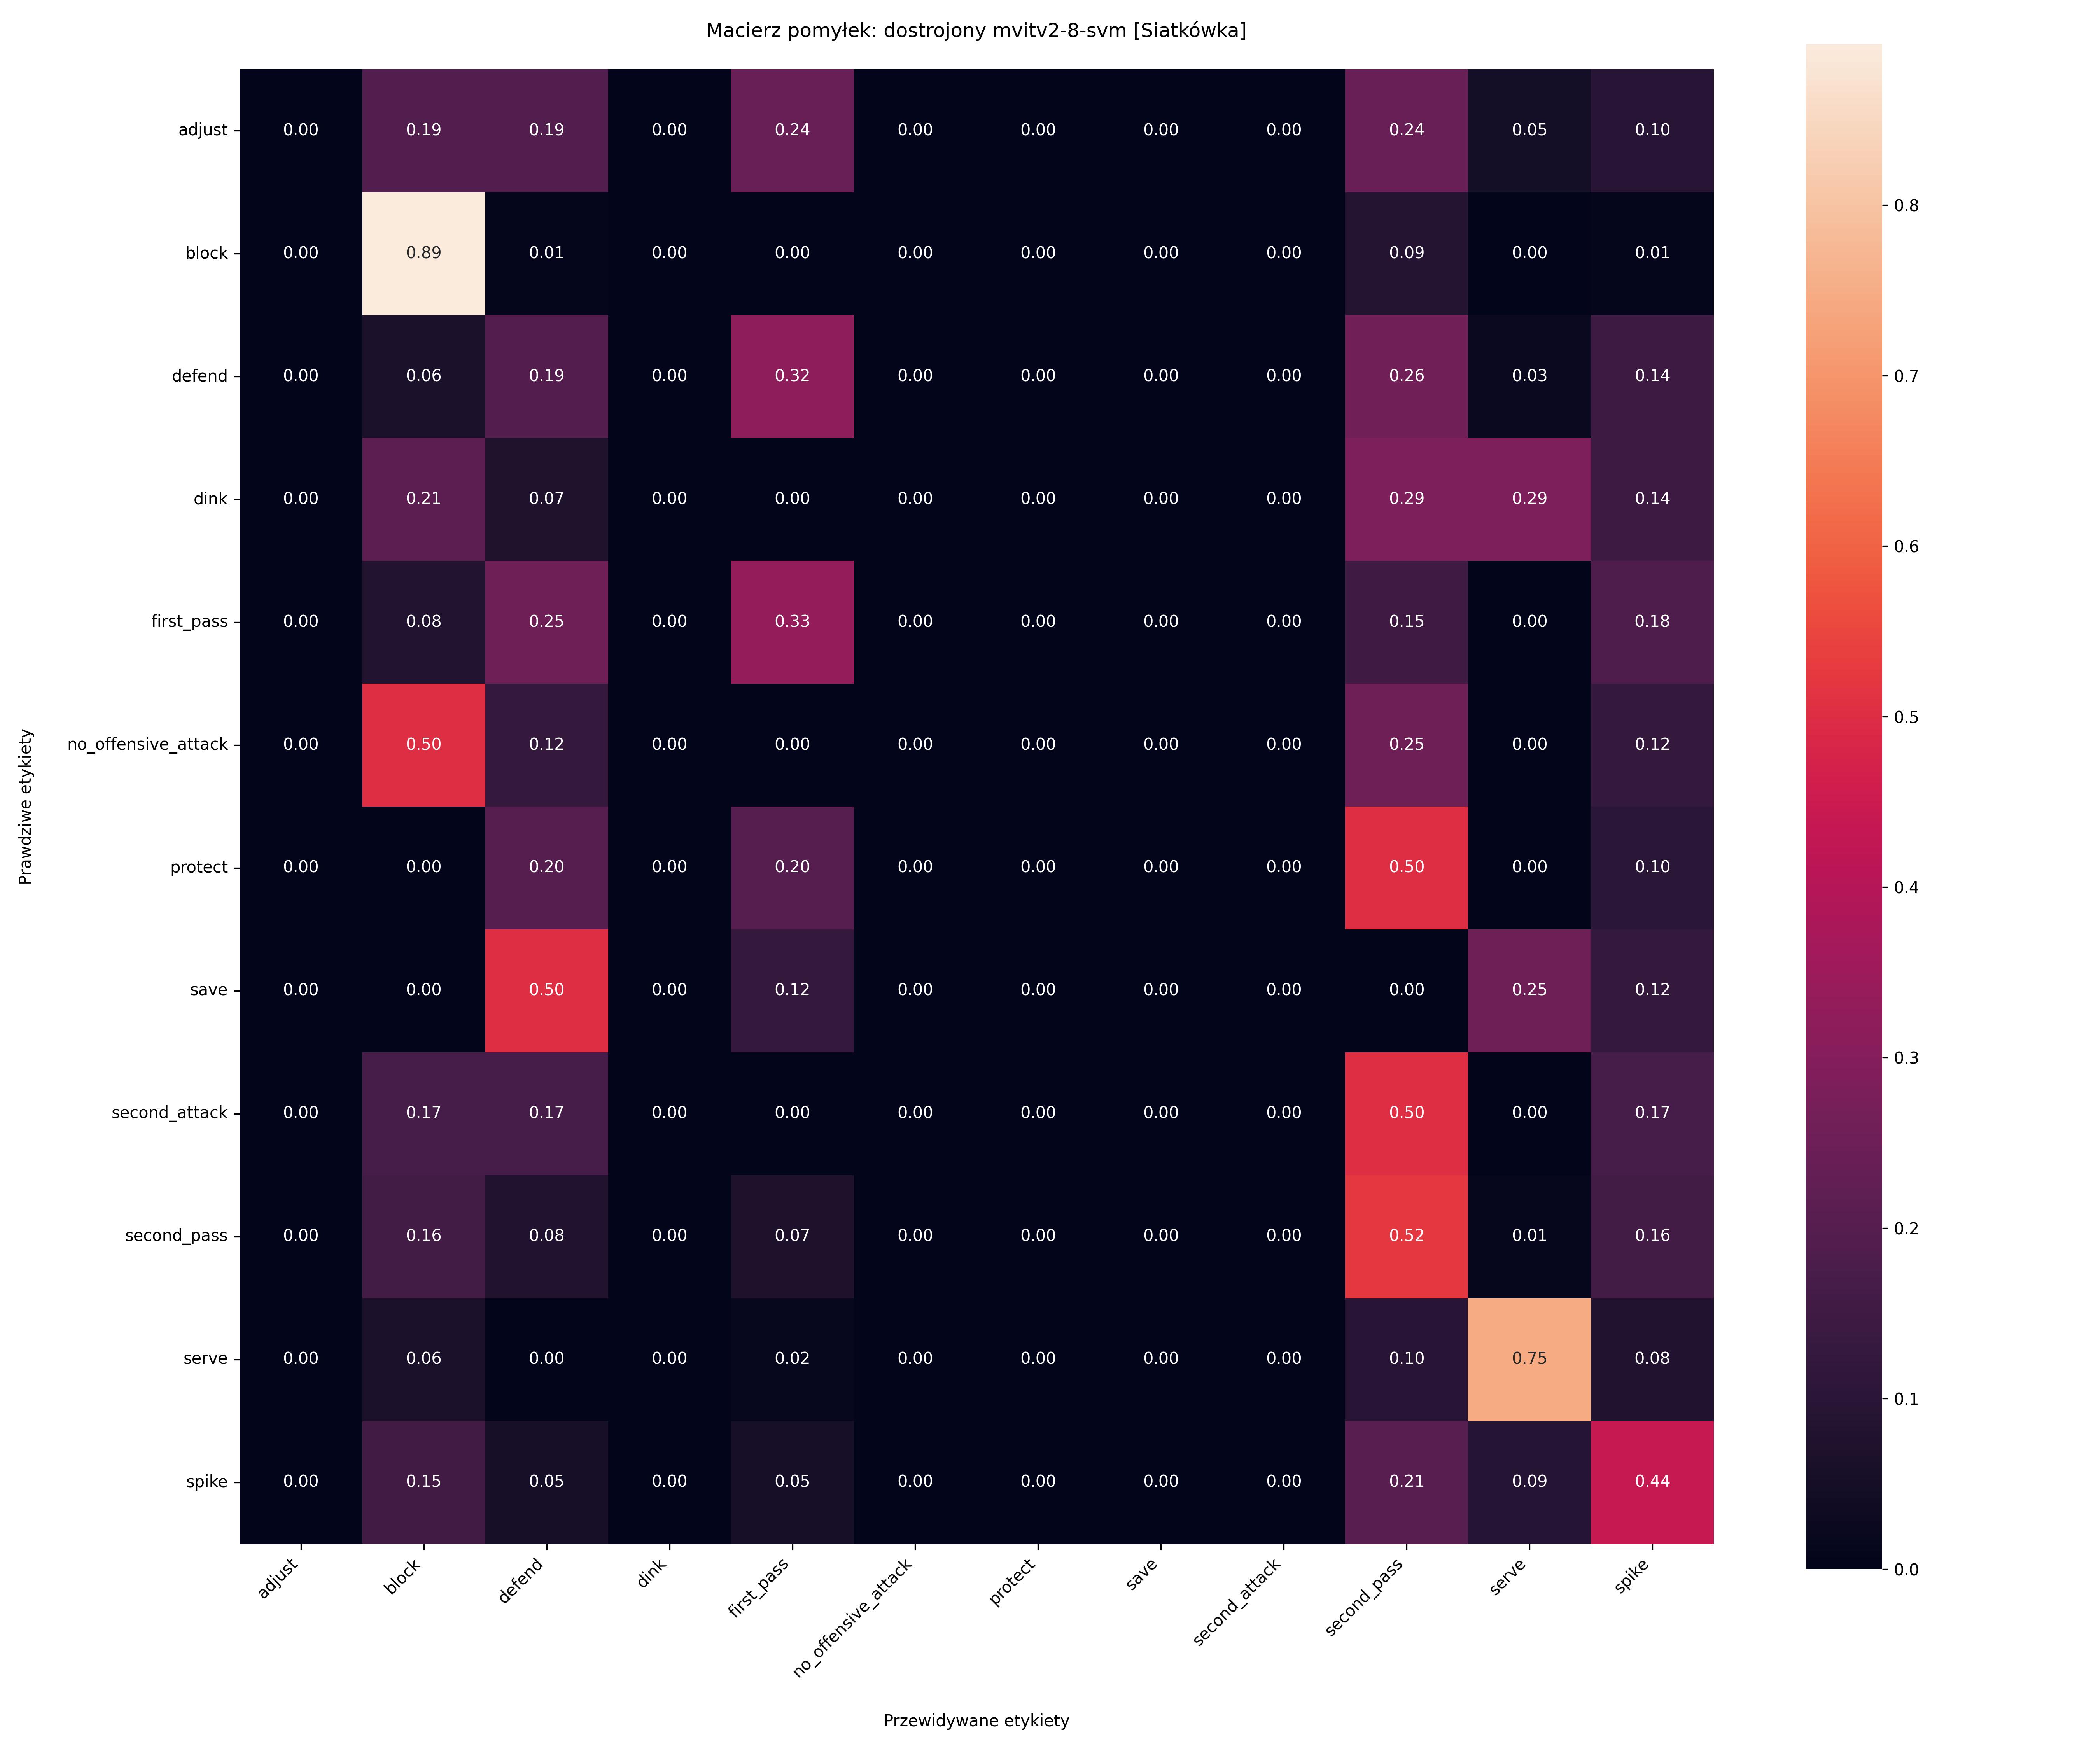 Macierz pomyłek: dostrojony mvitv2-8-svm [Siatkówka]
adjust 0.00 0.19 0.19 0.00 0.24 0.00 0.00 0.00 0.00 0.24 0.05 0.10
block 0.00 0.89 0.01 0.00 0.00 0.00 0.00 0.00 0.00 0.09 0.00 0.01
defend 0.00 0.06 0.19 0.00 0.32 0.00 0.00 0.00 0.00 0.26 0.03 0.14
dink 0.00 0.21 0.07 0.00 0.00 0.00 0.00 0.00 0.00 0.29 0.29 0.14
first_pass 0.00 0.08 0.25 0.00 0.33 0.00 0.00 0.00 0.00 0.15 0.00 0.18
no_offensive_attack 0.00 0.50 0.12 0.00 0.00 0.00 0.00 0.00 0.00 0.25 0.00 0.12
protect 0.00 0.00 0.20 0.00 0.20 0.00 0.00 0.00 0.00 0.50 0.00 0.10
save 0.00 0.00 0.50 0.00 0.12 0.00 0.00 0.00 0.00 0.00 0.25 0.12
second_attack 0.00 0.17 0.17 0.00 0.00 0.00 0.00 0.00 0.00 0.50 0.00 0.17
second_pass 0.00 0.16 0.08 0.00 0.07 0.00 0.00 0.00 0.00 0.52 0.01 0.16
serve 0.00 0.06 0.00 0.00 0.02 0.00 0.00 0.00 0.00 0.10 0.75 0.08
spike 0.00 0.15 0.05 0.00 0.05 0.00 0.00 0.00 0.00 0.21 0.09 0.44
adjust block defend dink first_pass no_offensive_attack protect save second_attack second_pass serve spike
Przewidywane etykiety
Prawdziwe etykiety
0.8
0.7
0.6
0.5
0.4
0.3
0.2
0.1
0.0